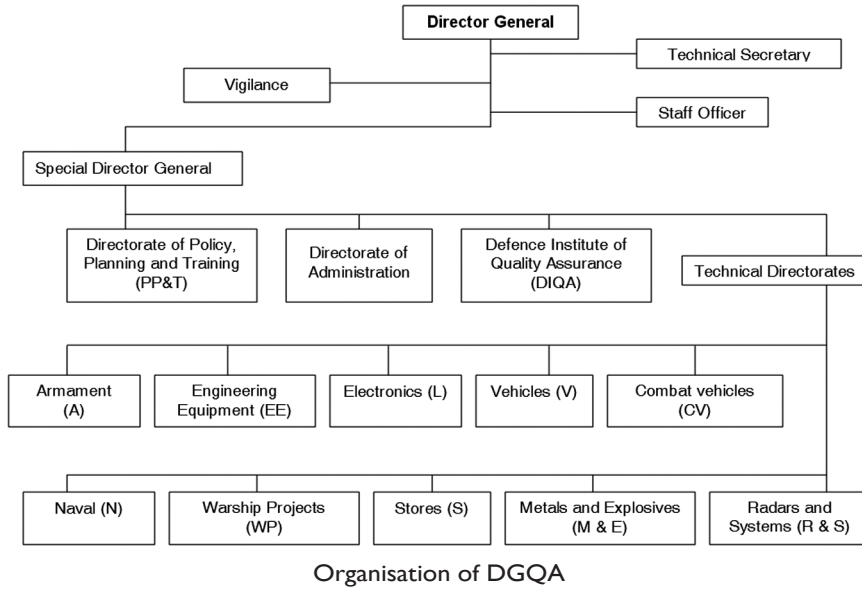 Director General
Technical Secretary
Vigilance
Staff Officer
Special Director General
Directorate of Policy,
Planning and Training
(PP&T)
Directorate of
Administration
Defence Institute of
Quality Assurance
(DIQA)
Technical Directorates
Armament
(A)
Engineering
Equipment (EE)
Electronics (L)
Vehicles (V)
Combat vehicles
(CV)
Naval (N)
Warship Projects
(WP)
Stores (S)
Metals and Explosives
(M & E)
Radars and
Systems (R & S)
Organisation of DGQA